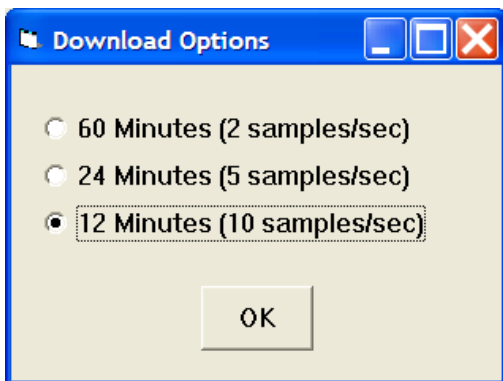 Download Options
60 Minutes (2 samples/sec)
24 Minutes (5 samples/sec)
12 Minutes (10 samples/sec)
OK